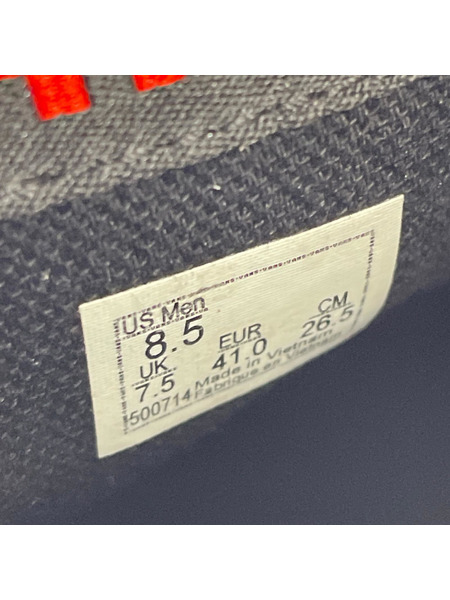 US Men
8.5
UK EUR CM
7.5 41.0 26.5
500714 Made in Vietnam
Fabriqué en Vietnam